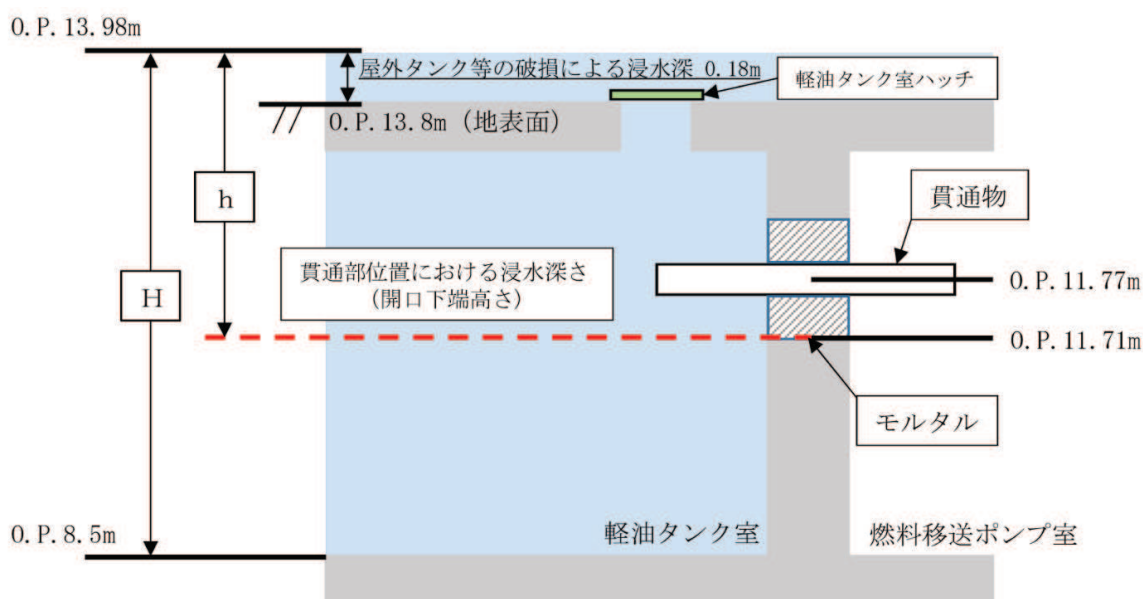 O.P.13.98m
屋外タンク等の破損による浸水深 0.18m
軽油タンク室ハッチ
O.P.13.8m（地表面）
h
貫通物
H
貫通部位置における浸水深さ
（開口下端高さ）
O.P.11.77m
O.P.11.71m
モルタル
O.P.8.5m
軽油タンク室
燃料移送ポンプ室